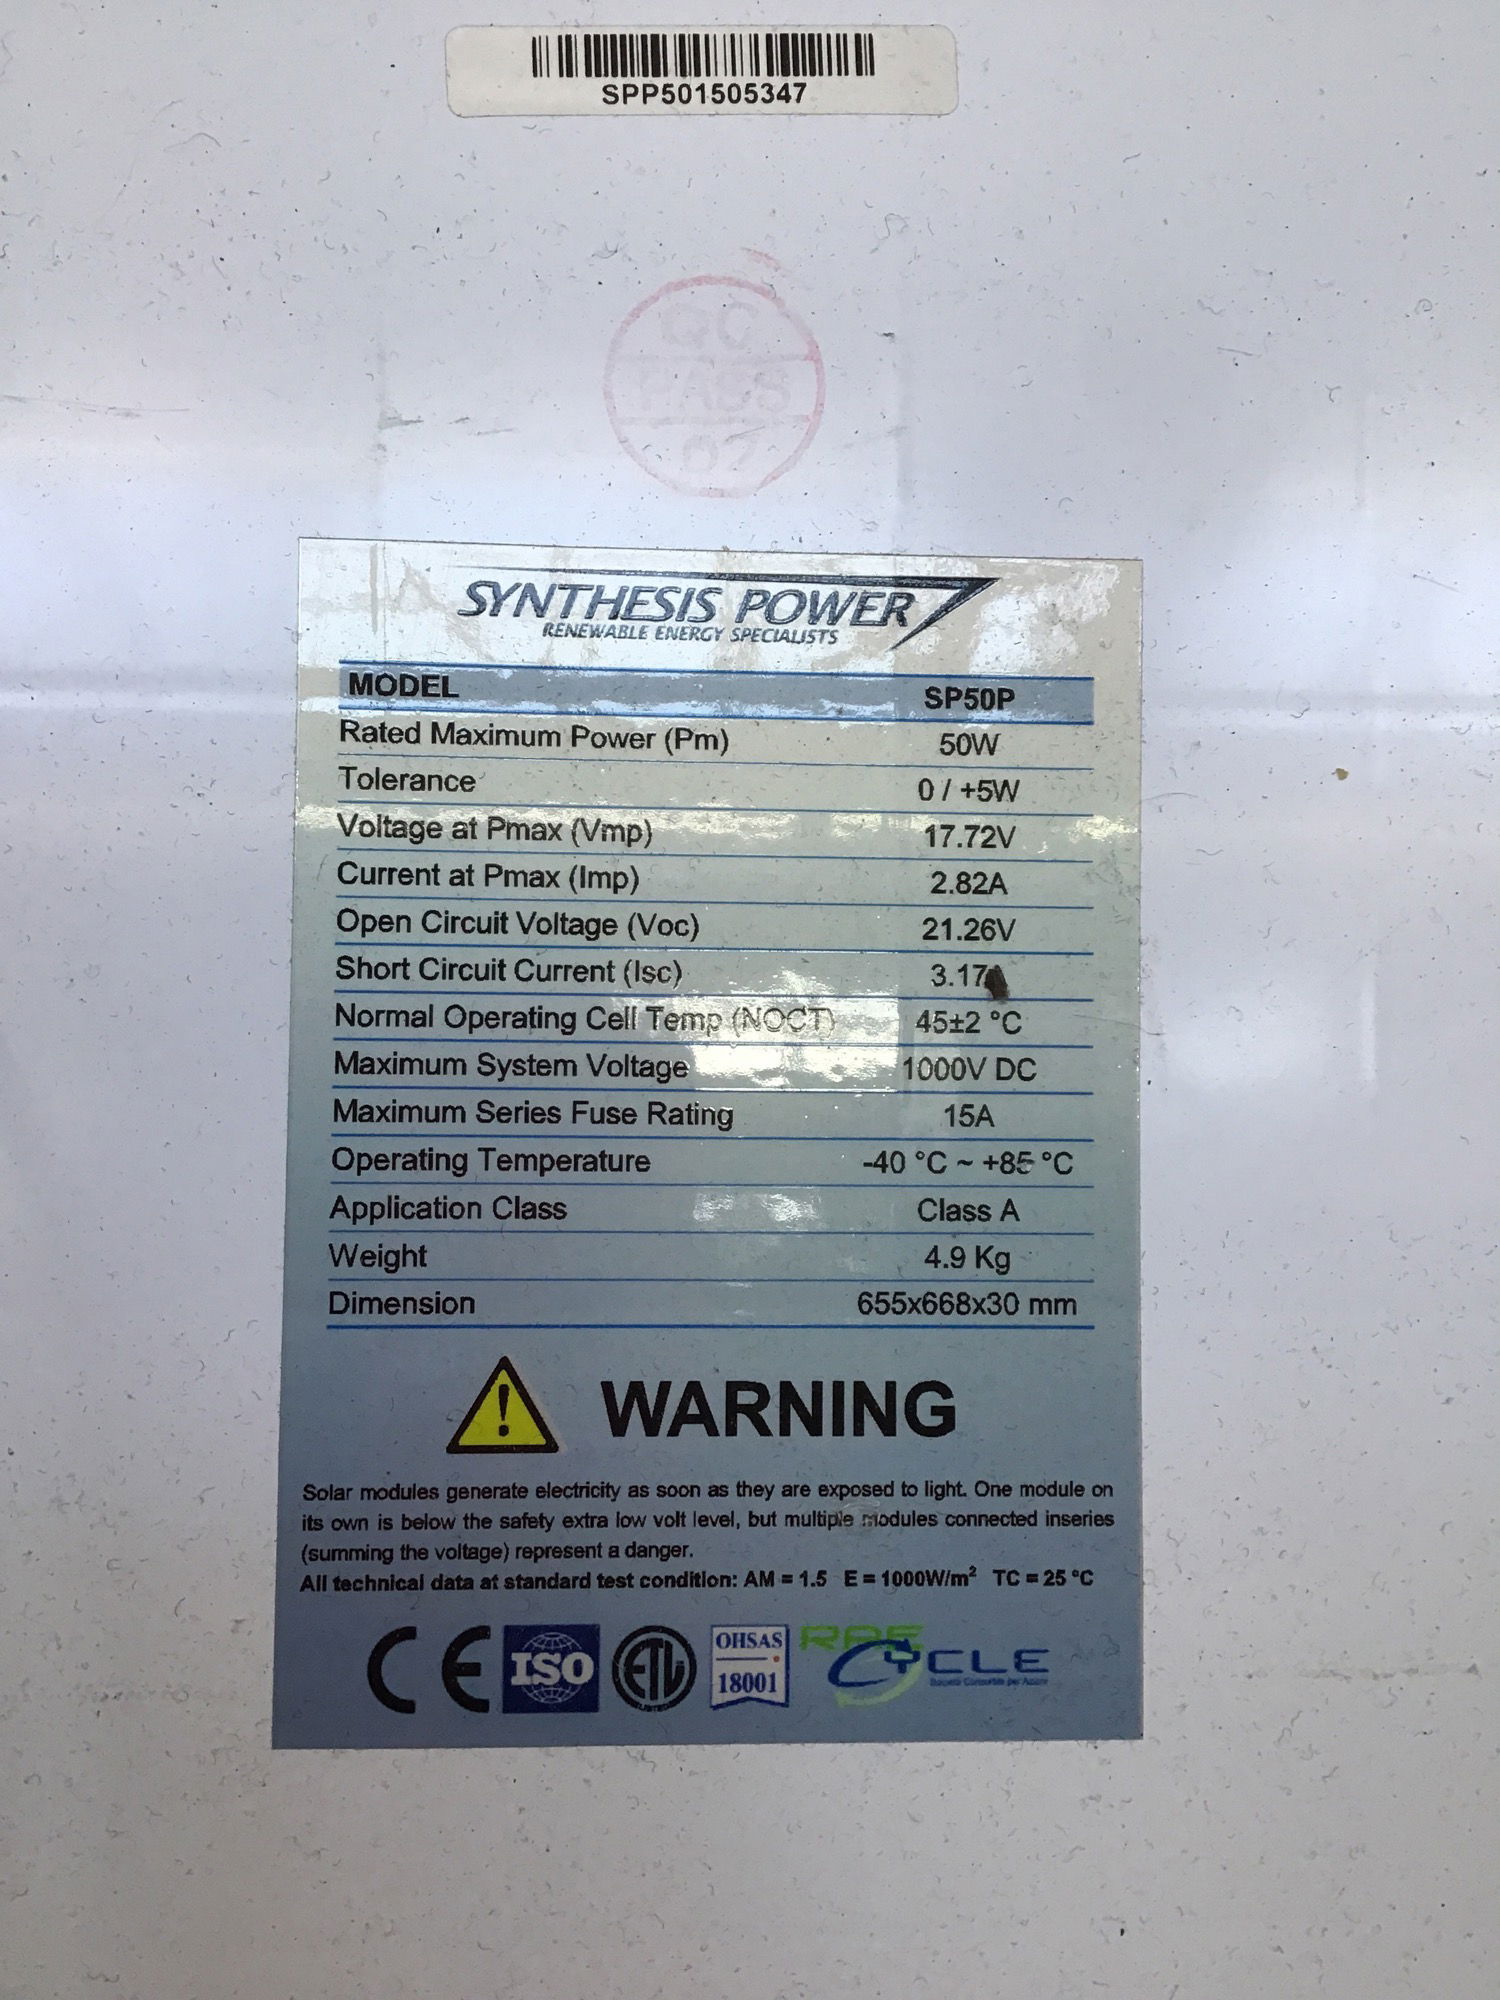 SPP501505347
QC
PASS
07
SYNTHESIS POWER
RENEWABLE ENERGY SPECIALISTS
MODEL SP50P
Rated Maximum Power (Pm) 50W
Tolerance 0 / +5W
Voltage at Pmax (Vmp) 17.72V
Current at Pmax (Imp) 2.82A
Open Circuit Voltage (Voc) 21.26V
Short Circuit Current (Isc) 3.17A
Normal Operating Cell Temp (NOCT) 45±2 °C
Maximum System Voltage 1000V DC
Maximum Series Fuse Rating 15A
Operating Temperature -40 °C ~ +85 °C
Application Class Class A
Weight 4.9 Kg
Dimension 655x668x30 mm
WARNING
Solar modules generate electricity as soon as they are exposed to light. One module on
its own is below the safety extra low volt level, but multiple modules connected inseries
(summing the voltage) represent a danger.
All technical data at standard test condition: AM = 1.5 E = 1000W/m² TC = 25 °C
CE ISO ETL OHSAS 18001 CYCLE